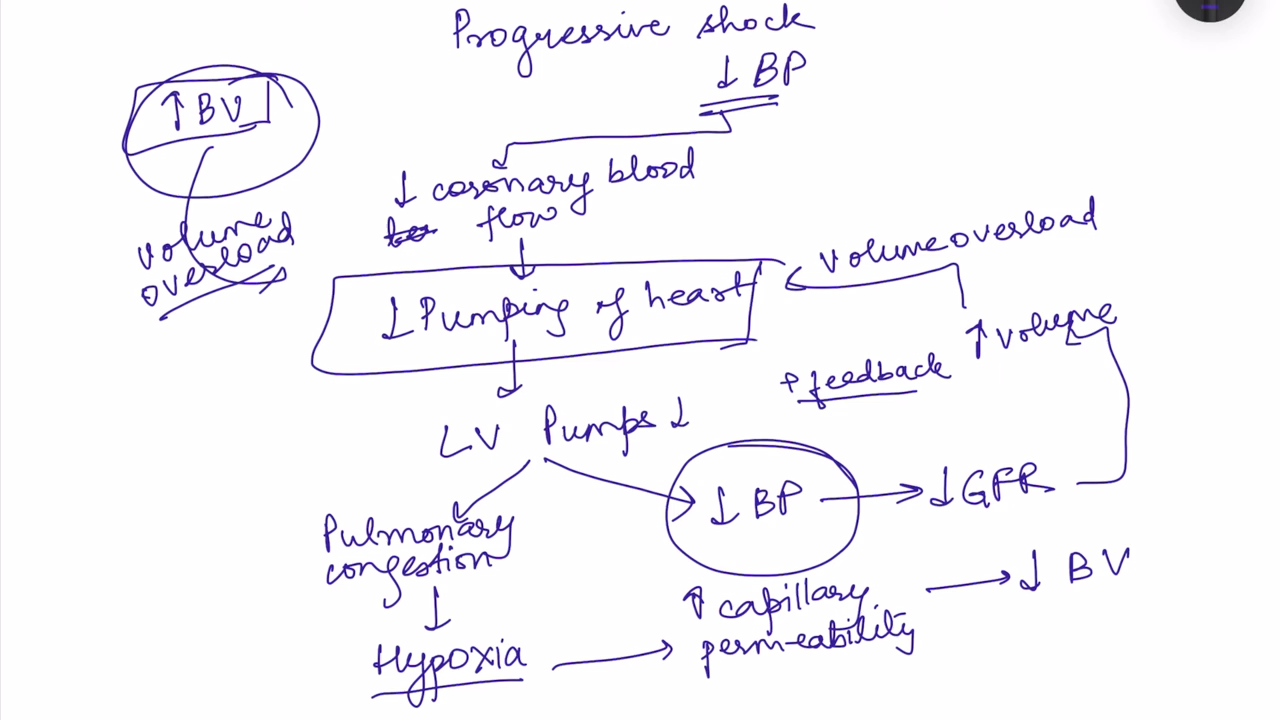 Progressive shock
↓ BP
↑ BV
↓ coronary blood
flow
volume
overload
volume overload
↓ Pumping of heart
↑ volume
+ feedback
LV Pumps ↓
↓ BP
↓ GFR
Pulmonary
congestion
↑ capillary
permeability
↓ BV
Hypoxia